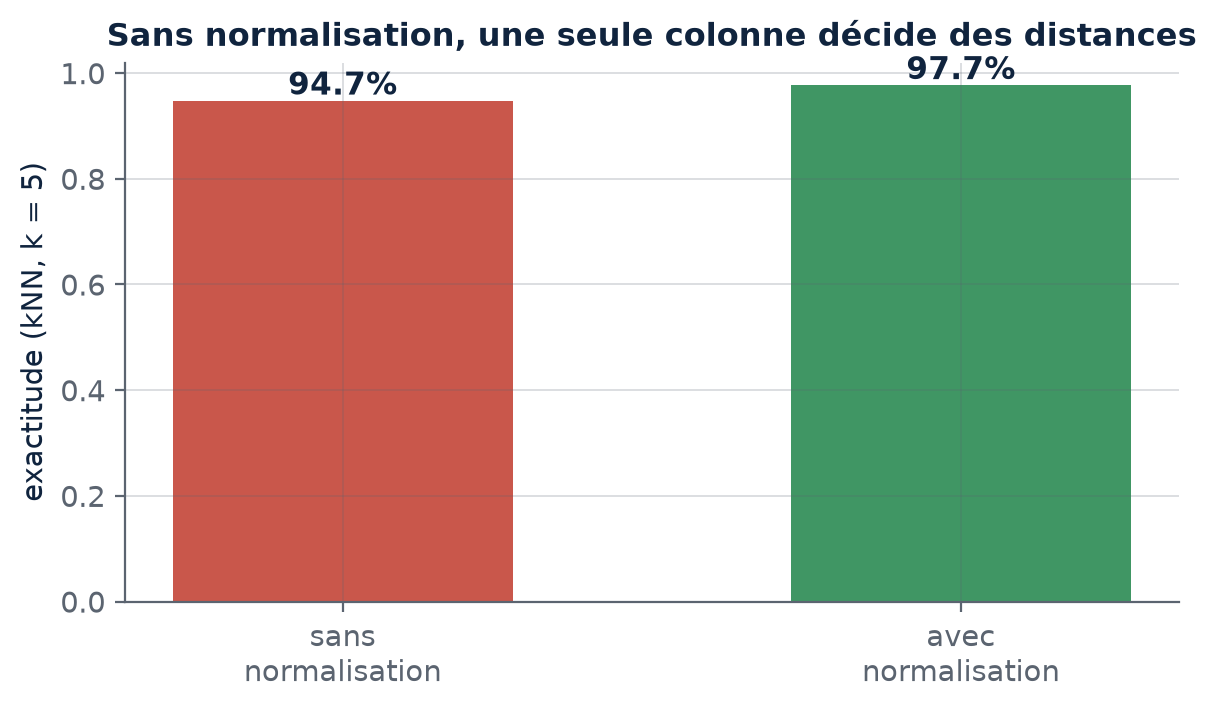 Sans normalisation, une seule colonne décide des distances
94.7%
97.7%
exactitude (kNN, k = 5)
1.0
0.8
0.6
0.4
0.2
0.0
sans
normalisation
avec
normalisation